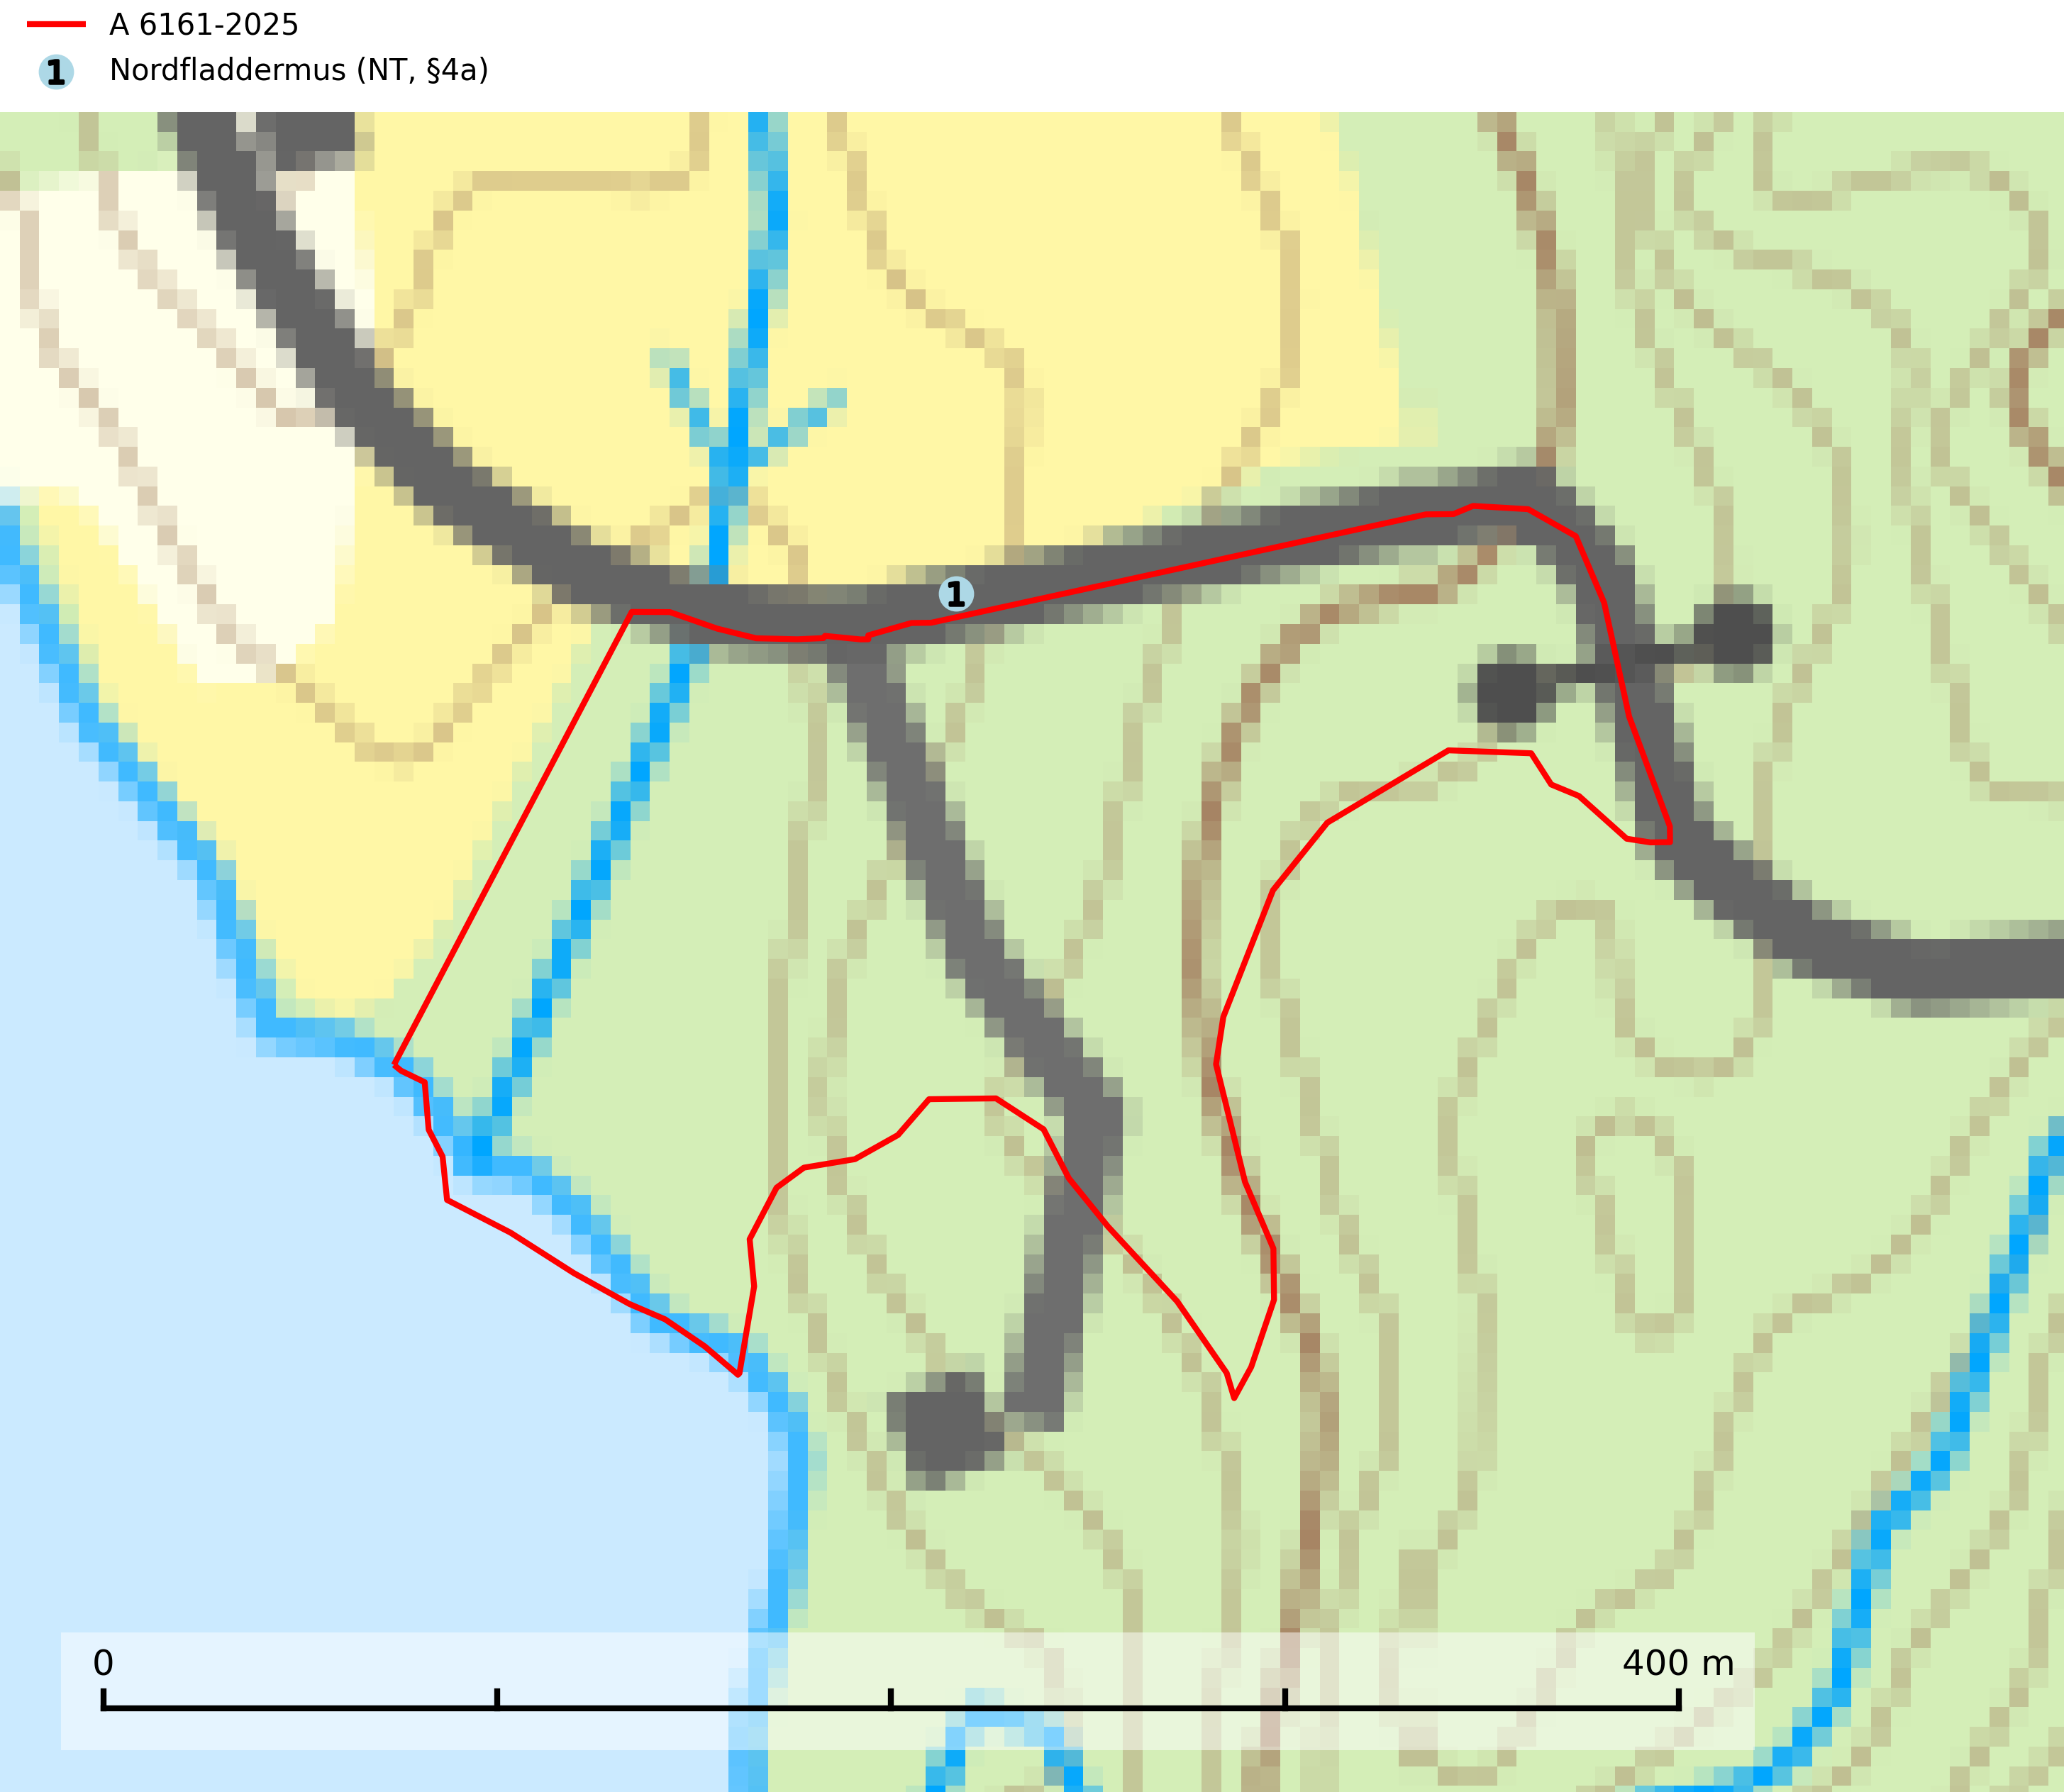 A 6161-2025
1 Nordfladdermus (NT, §4a)
1
0 400 m